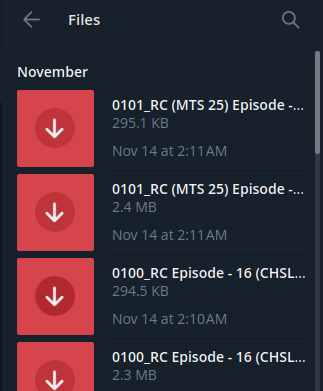 Files
November
0101_RC (MTS 25) Episode -...
295.1 KB
Nov 14 at 2:11AM
0101_RC (MTS 25) Episode -...
2.4 MB
Nov 14 at 2:11AM
0100_RC Episode - 16 (CHSL...
294.5 KB
Nov 14 at 2:10AM
0100_RC Episode - 16 (CHSL...
2.3 MB